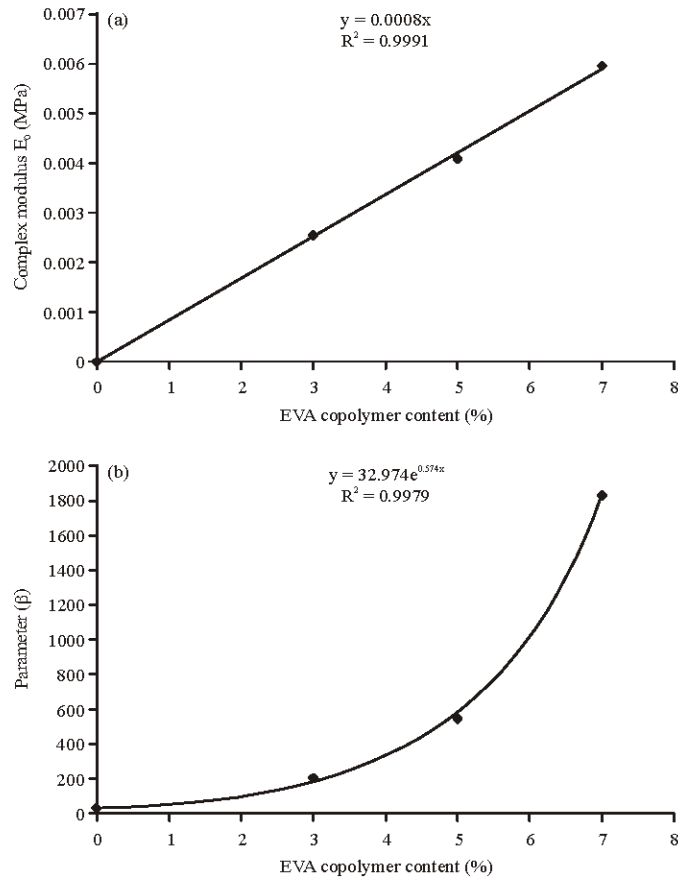 (a)
y = 0.0008x
R² = 0.9991
Complex modulus E₀ (MPa)
0.007
0.006
0.005
0.004
0.003
0.002
0.001
0
0 1 2 3 4 5 6 7 8
EVA copolymer content (%)
(b)
y = 32.974e^0.574x
R² = 0.9979
Parameter (β)
2000
1800
1600
1400
1200
1000
800
600
400
200
0
0 1 2 3 4 5 6 7 8
EVA copolymer content (%)